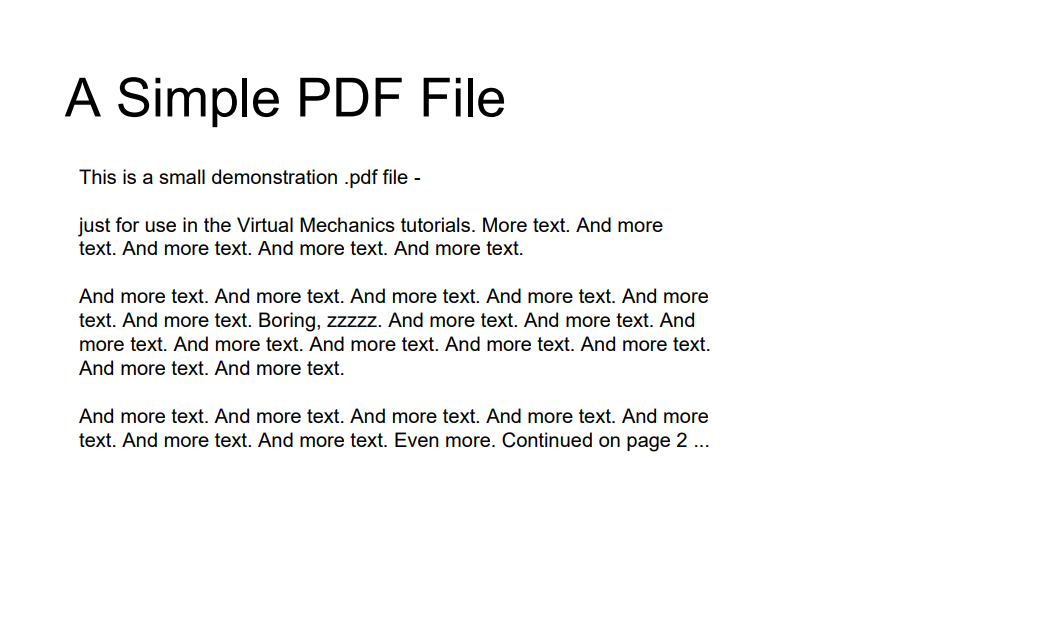 A Simple PDF File
This is a small demonstration .pdf file -
just for use in the Virtual Mechanics tutorials. More text. And more
text. And more text. And more text. And more text.
And more text. And more text. And more text. And more text. And more
text. And more text. Boring, zzzzz. And more text. And more text. And
more text. And more text. And more text. And more text. And more text.
And more text. And more text.
And more text. And more text. And more text. And more text. And more
text. And more text. And more text. Even more. Continued on page 2 ...